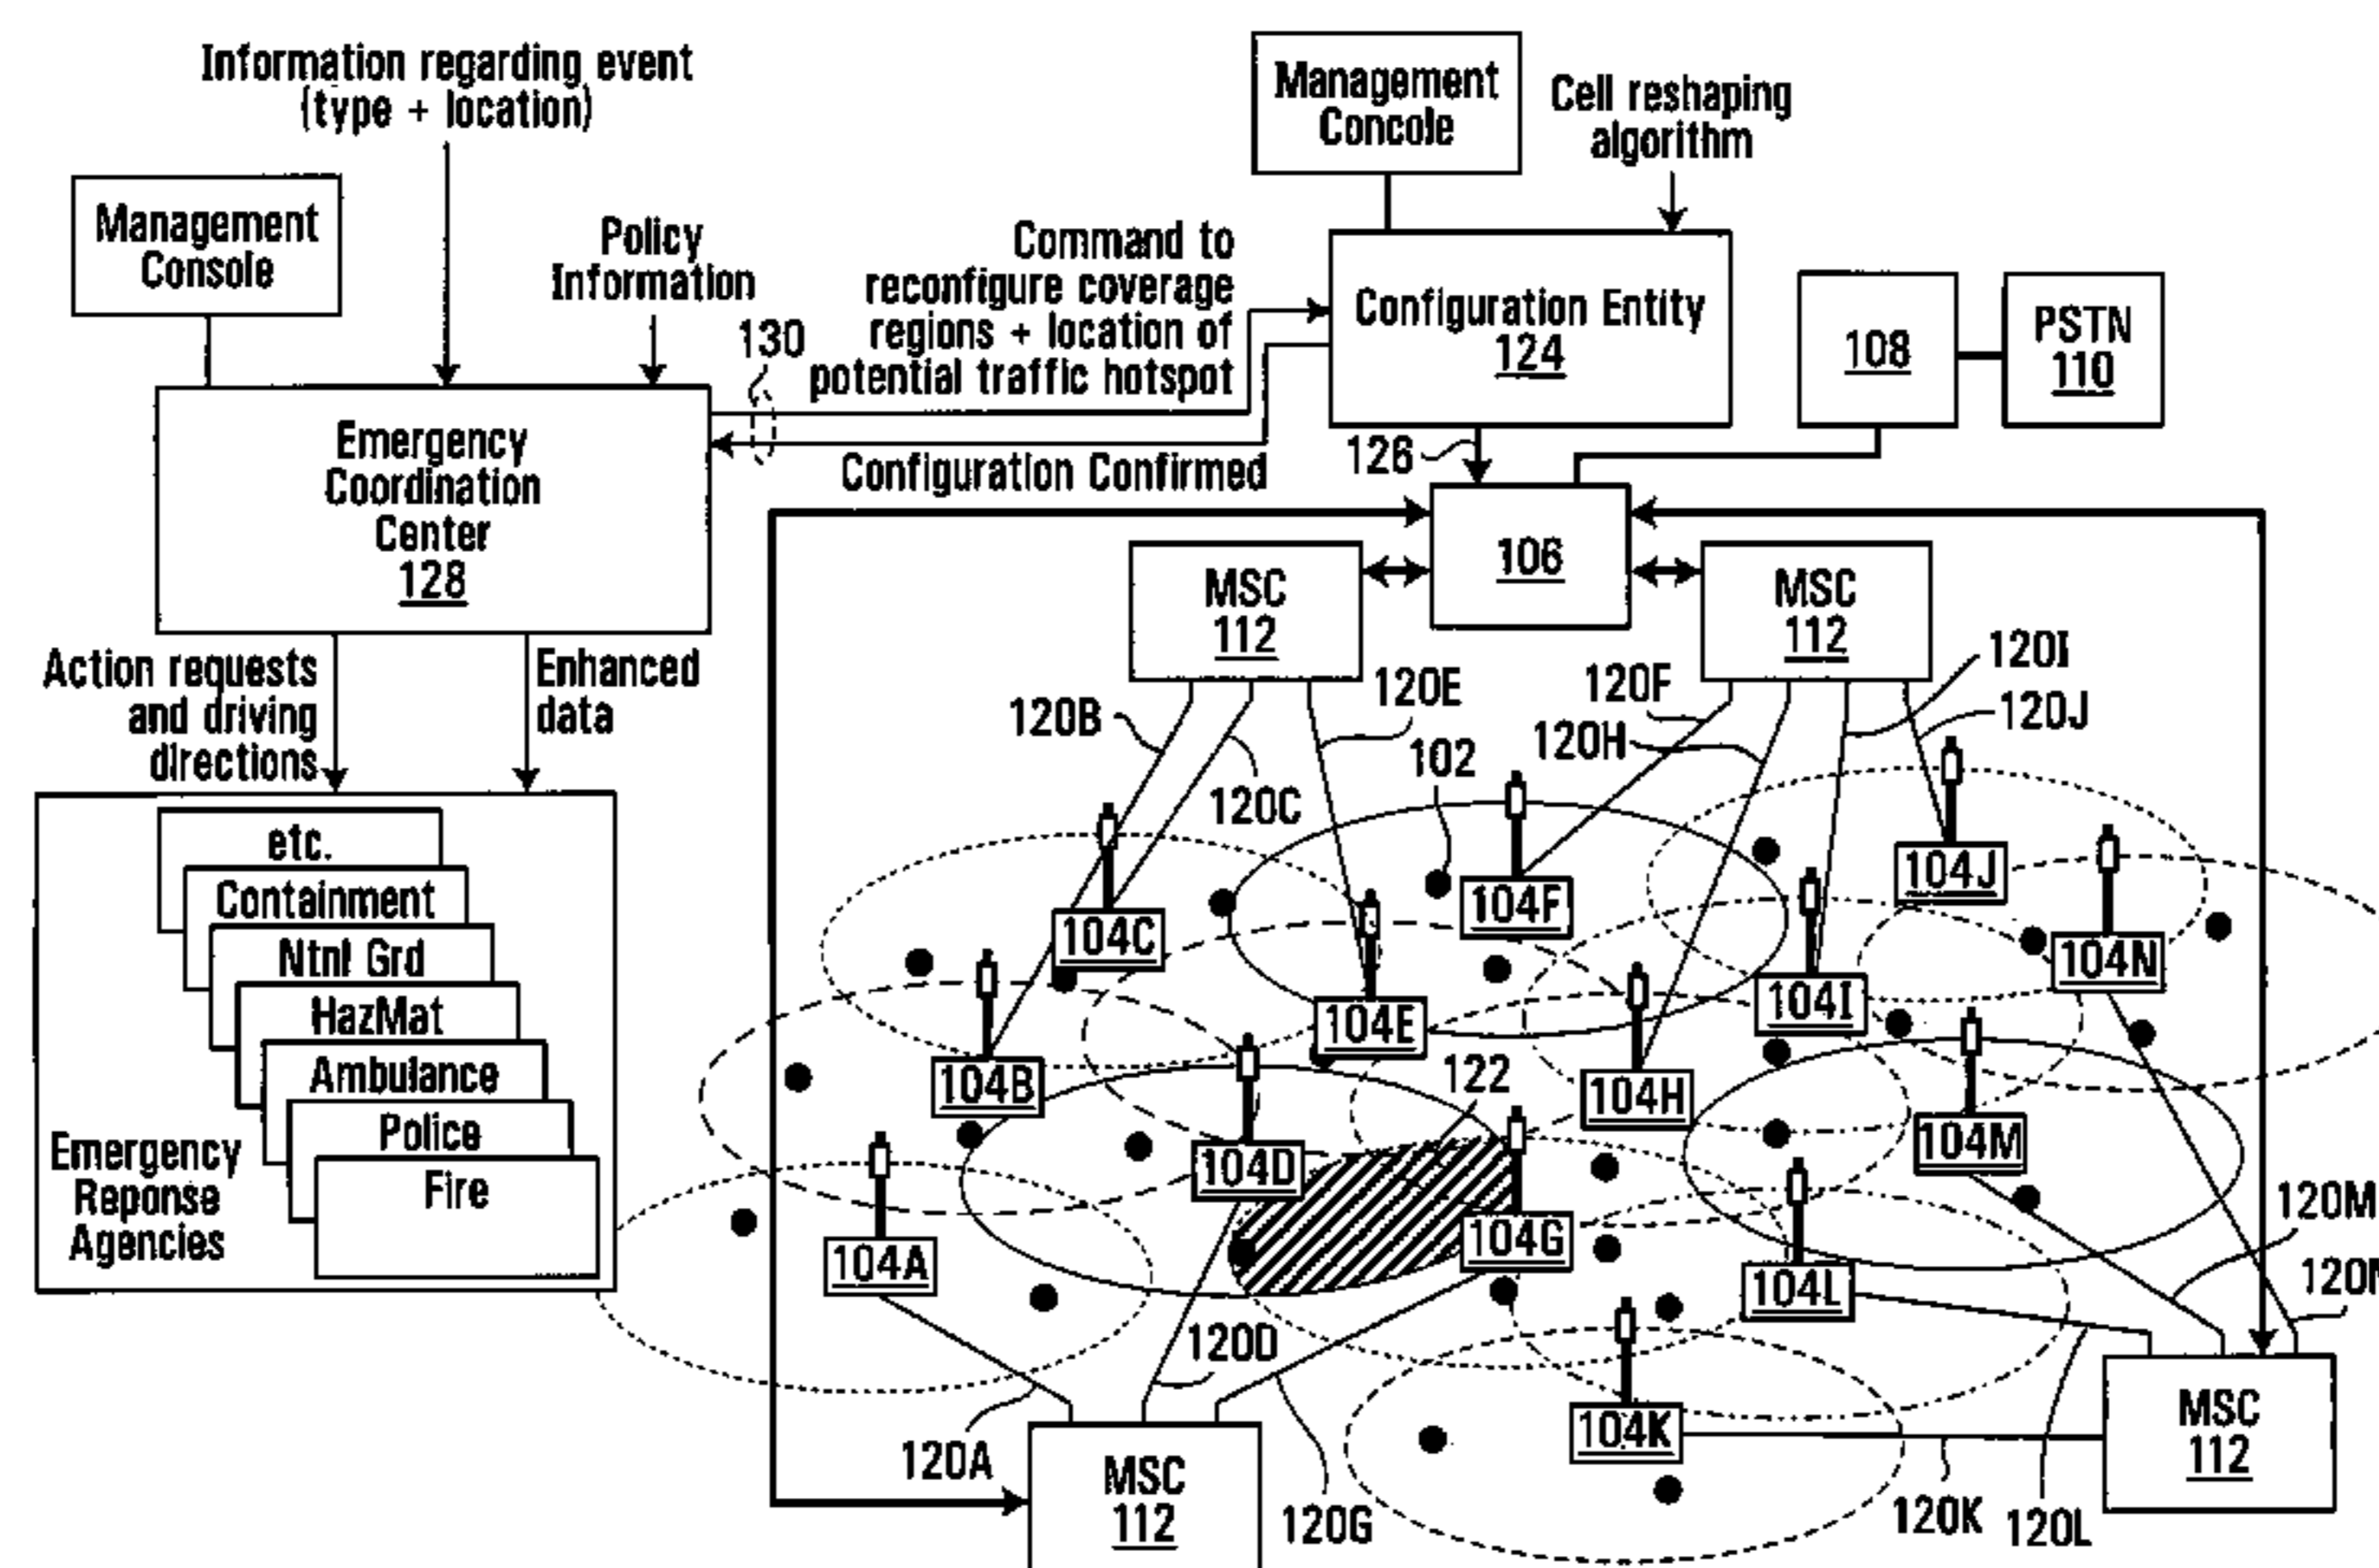 Information regarding event
(type + location)
Management
Console
Policy
Information
130
Command to
reconfigure coverage
regions + location of
potential traffic hotspot
Configuration Confirmed
Management
Concole
Cell reshaping
algorithm
Configuration Entity
124
126
108
PSTN
110
Emergency
Coordination
Center
128
106
MSC
112
MSC
112
Action requests
and driving
directions
Enhanced
data
120B
120C
120E
102
120F
120H
120I
120J
etc.
Containment
Ntnl Grd
HazMat
Ambulance
Police
Fire
Emergency
Reponse
Agencies
104C
104F
104J
104N
104E
104I
104B
104H
122
104D
104M
104A
104G
104L
104K
120M
120D
120A
120G
120K
120L
MSC
112
MSC
112